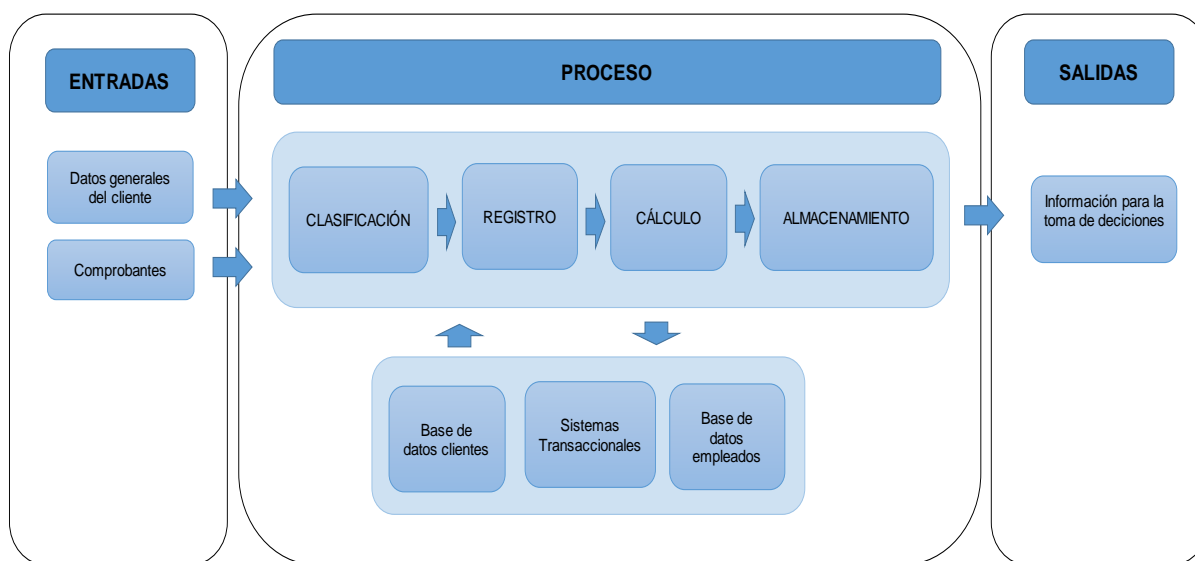 ENTRADAS
Datos generales
del cliente
Comprobantes
PROCESO
CLASIFICACIÓN
REGISTRO
CÁLCULO
ALMACENAMIENTO
Base de
datos clientes
Sistemas
Transaccionales
Base de
datos
empleados
SALIDAS
Información para la
toma de deciciones